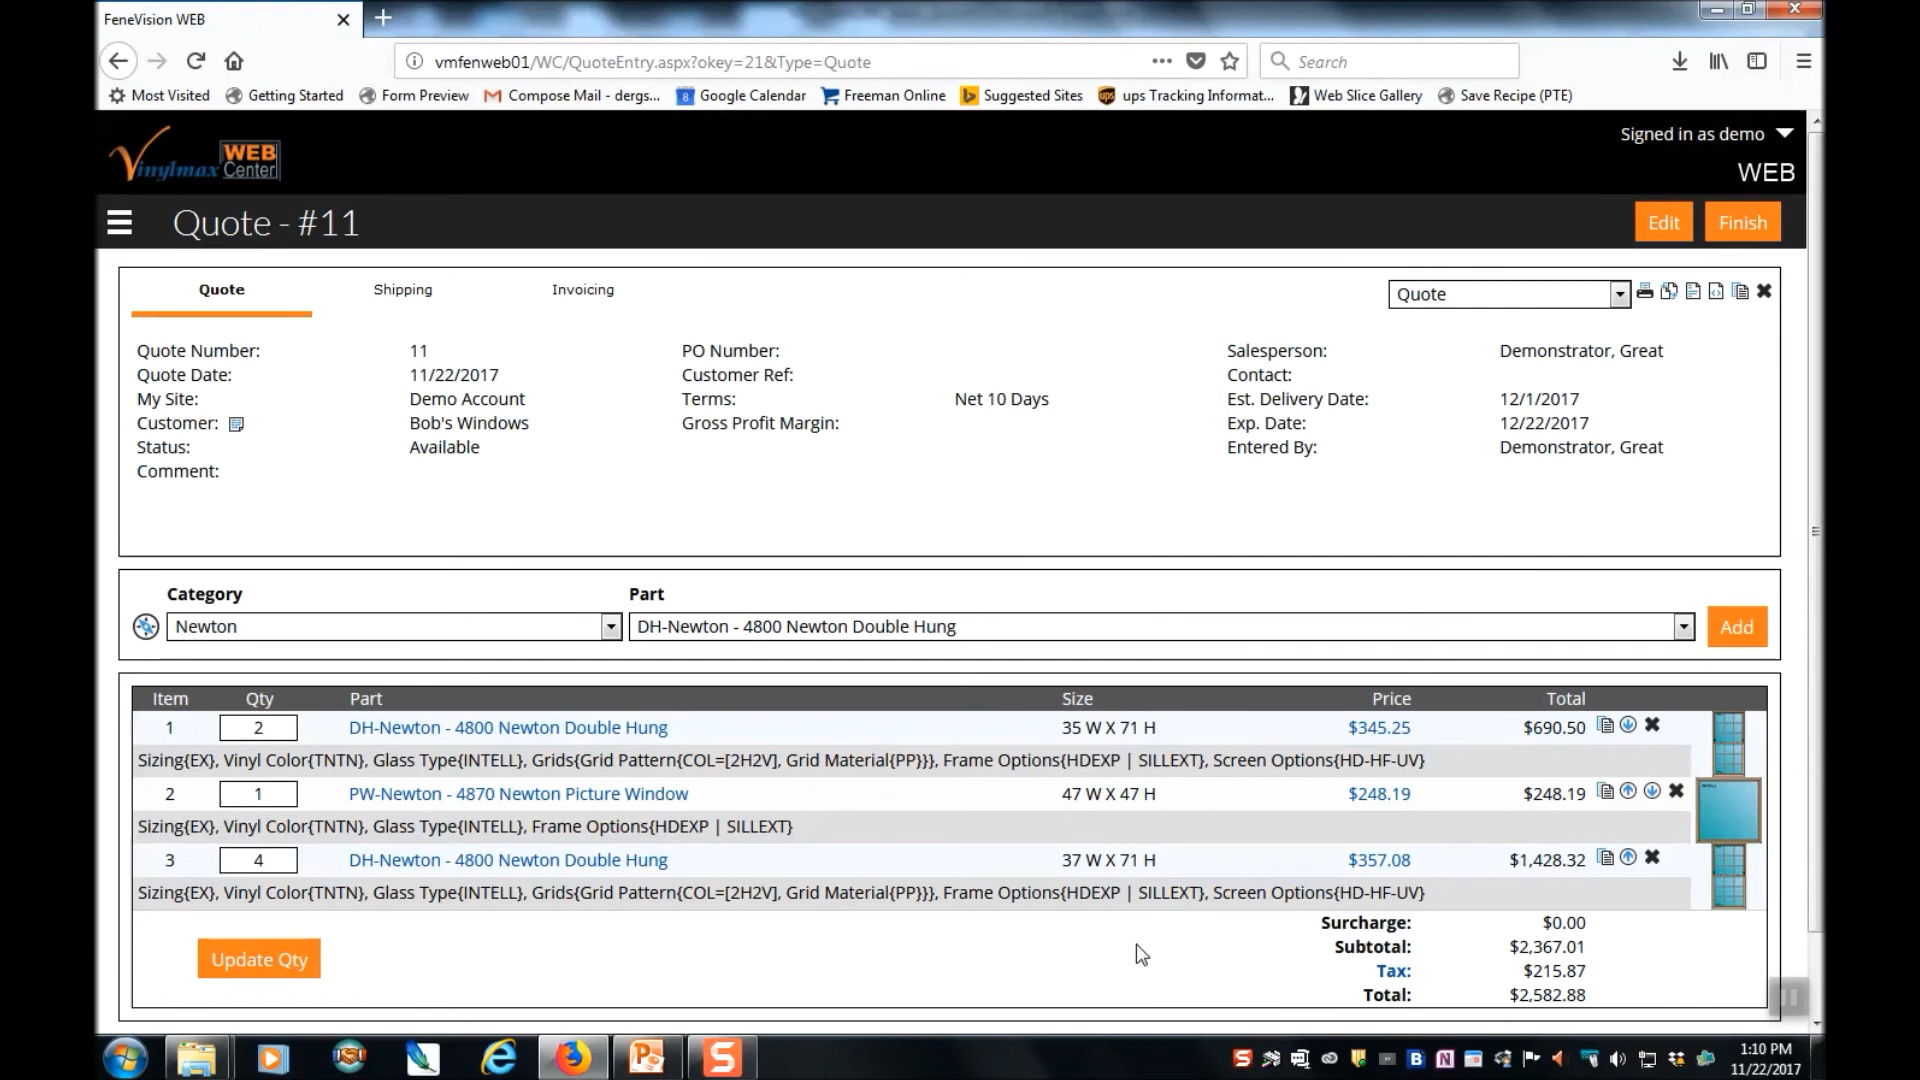 FeneVision WEB
vmfenweb01/WC/QuoteEntry.aspx?okey=21&Type=Quote
Search
Most Visited Getting Started Form Preview Compose Mail - dergs... Google Calendar Freeman Online Suggested Sites ups Tracking Informat... Web Slice Gallery Save Recipe (PTE)
Vinylmax WEB Center
Signed in as demo
WEB
Quote - #11
Edit Finish
Quote Shipping Invoicing
Quote
Quote Number: 11 PO Number: Salesperson: Demonstrator, Great
Quote Date: 11/22/2017 Customer Ref: Contact:
My Site: Demo Account Terms: Net 10 Days Est. Delivery Date: 12/1/2017
Customer: Bob's Windows Gross Profit Margin: Exp. Date: 12/22/2017
Status: Available Entered By: Demonstrator, Great
Comment:
Category Part
Newton DH-Newton - 4800 Newton Double Hung Add
Item Qty Part Size Price Total
1 2 DH-Newton - 4800 Newton Double Hung 35 W X 71 H $345.25 $690.50
Sizing{EX}, Vinyl Color{TNTN}, Glass Type{INTELL}, Grids{Grid Pattern{COL=[2H2V], Grid Material{PP}}}, Frame Options{HDEXP | SILLEXT}, Screen Options{HD-HF-UV}
2 1 PW-Newton - 4870 Newton Picture Window 47 W X 47 H $248.19 $248.19
Sizing{EX}, Vinyl Color{TNTN}, Glass Type{INTELL}, Frame Options{HDEXP | SILLEXT}
3 4 DH-Newton - 4800 Newton Double Hung 37 W X 71 H $357.08 $1,428.32
Sizing{EX}, Vinyl Color{TNTN}, Glass Type{INTELL}, Grids{Grid Pattern{COL=[2H2V], Grid Material{PP}}}, Frame Options{HDEXP | SILLEXT}, Screen Options{HD-HF-UV}
Surcharge: $0.00
Subtotal: $2,367.01
Update Qty
Tax: $215.87
Total: $2,582.88
1:10 PM
11/22/2017